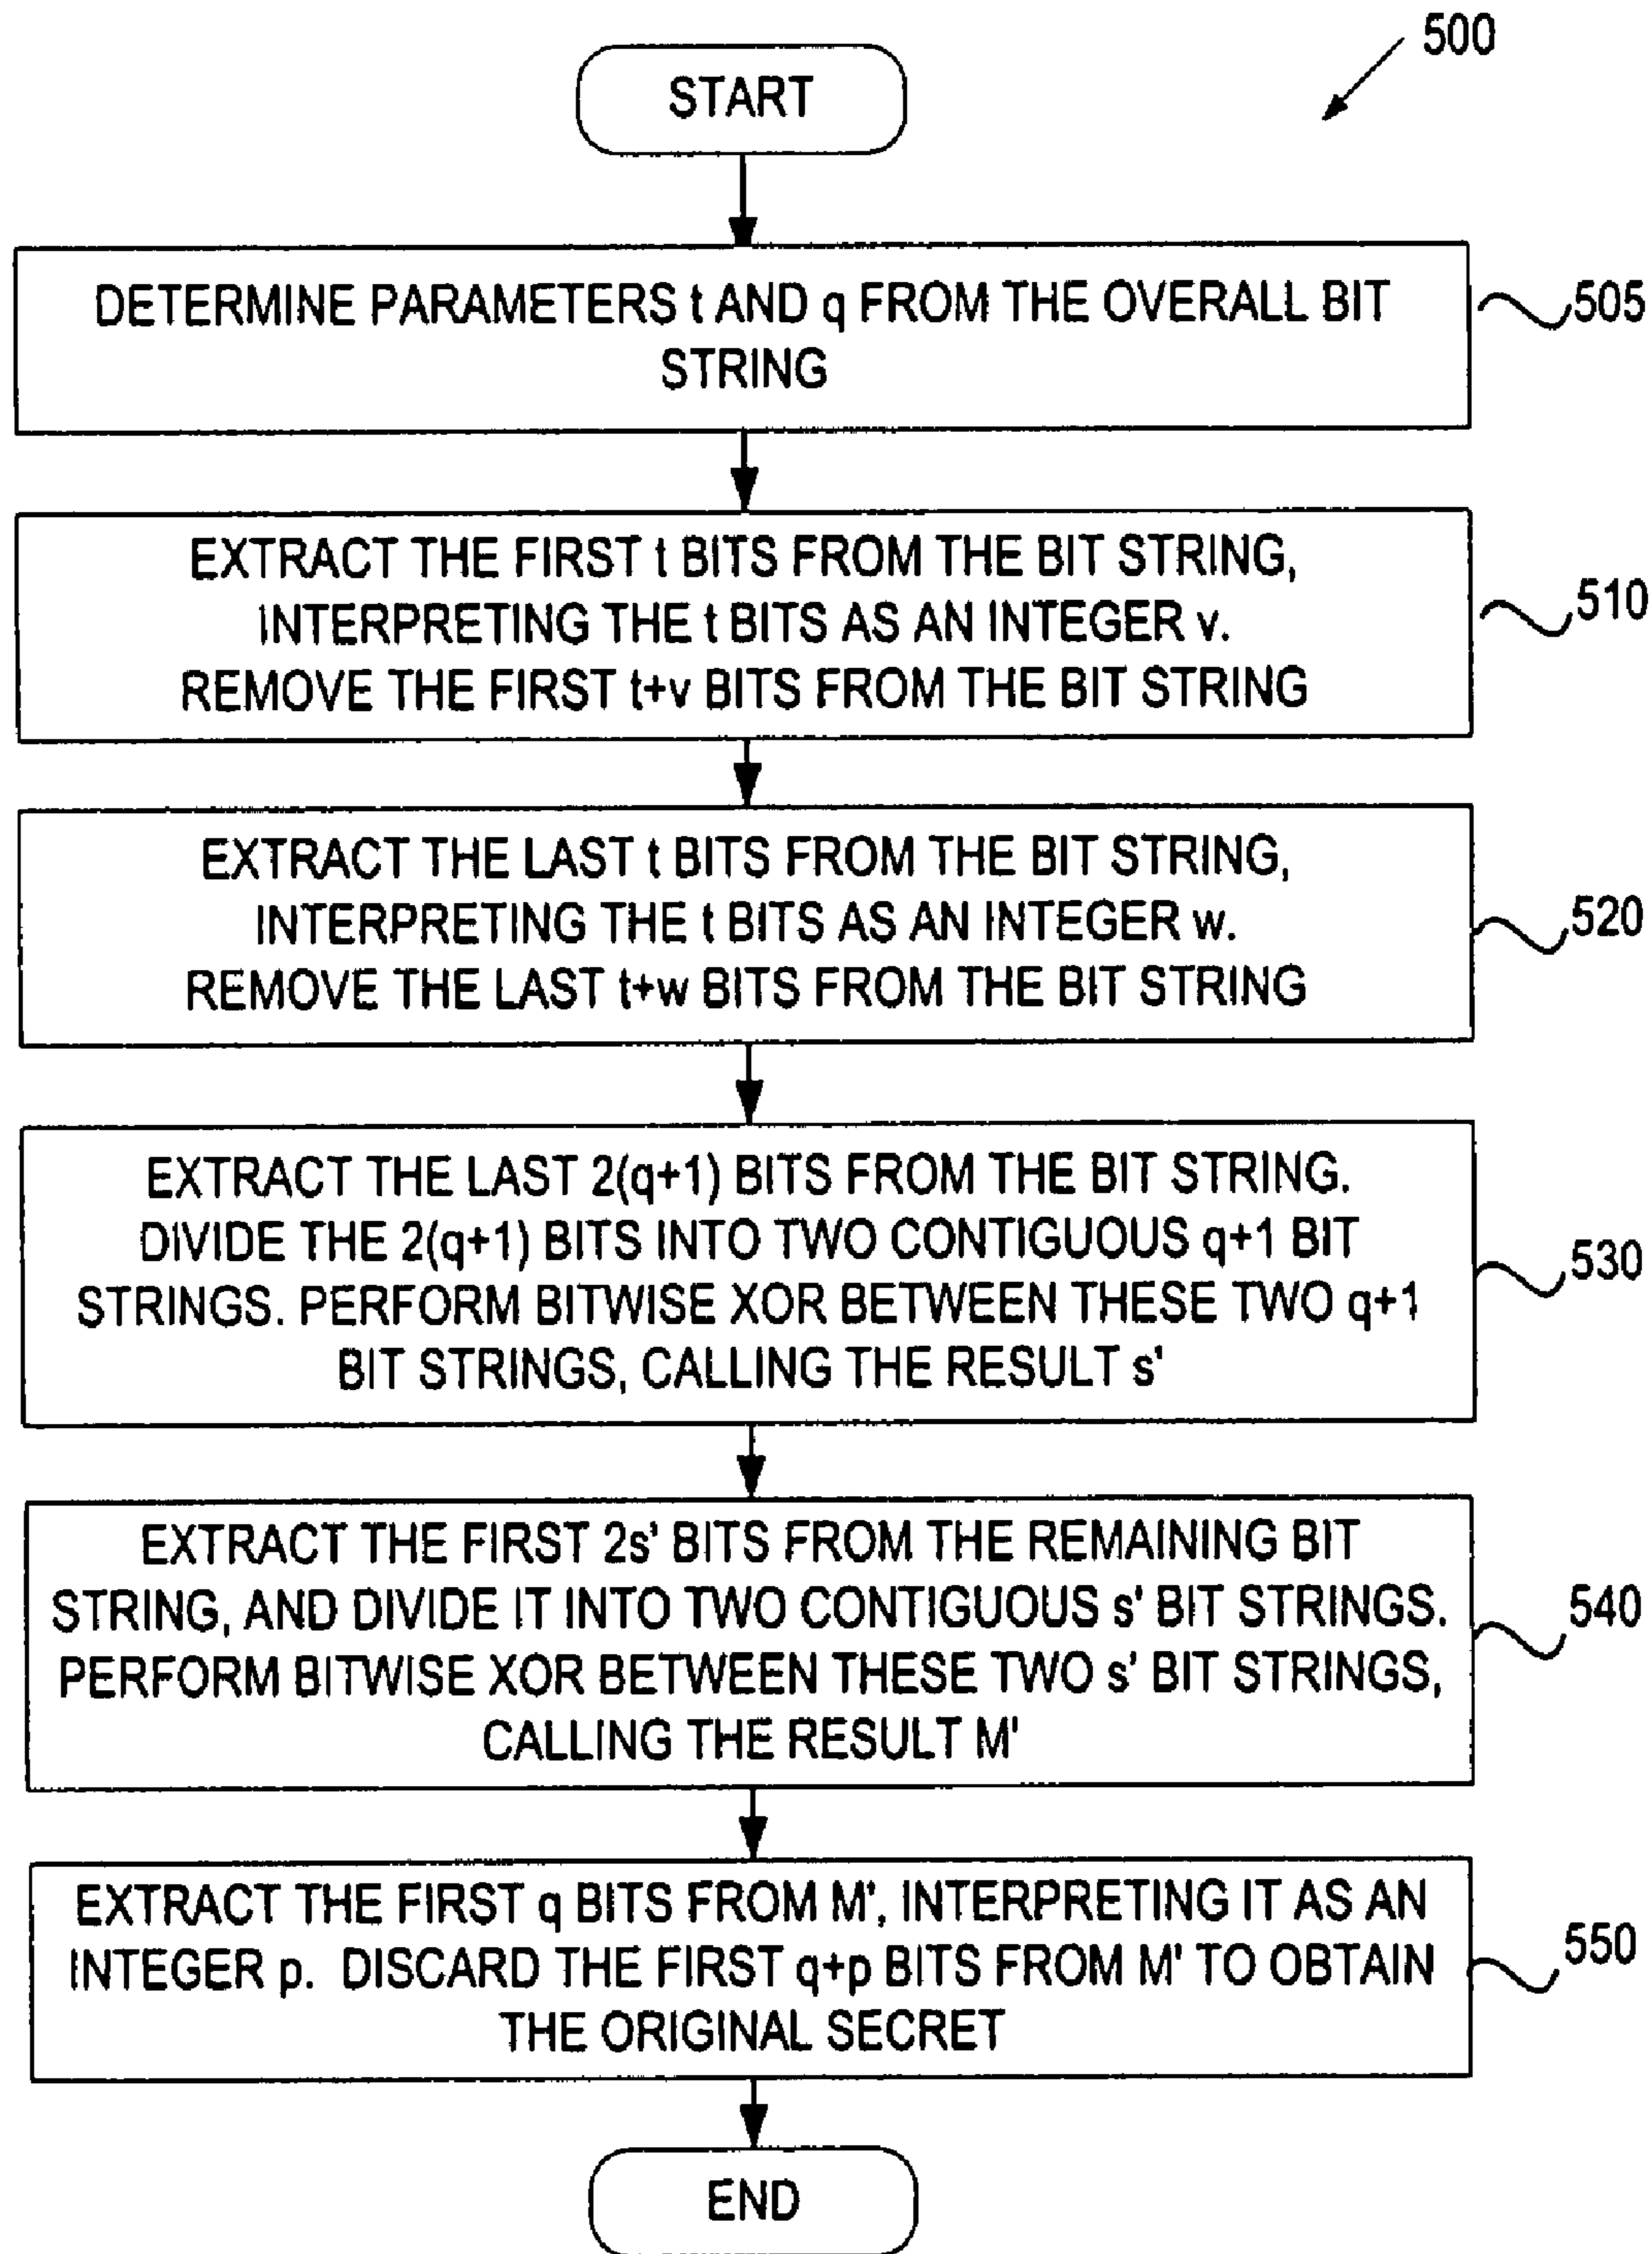 500
START
DETERMINE PARAMETERS t AND q FROM THE OVERALL BIT
STRING
505
EXTRACT THE FIRST t BITS FROM THE BIT STRING,
INTERPRETING THE t BITS AS AN INTEGER v.
REMOVE THE FIRST t+v BITS FROM THE BIT STRING
510
EXTRACT THE LAST t BITS FROM THE BIT STRING,
INTERPRETING THE t BITS AS AN INTEGER w.
REMOVE THE LAST t+w BITS FROM THE BIT STRING
520
EXTRACT THE LAST 2(q+1) BITS FROM THE BIT STRING.
DIVIDE THE 2(q+1) BITS INTO TWO CONTIGUOUS q+1 BIT
STRINGS. PERFORM BITWISE XOR BETWEEN THESE TWO q+1
BIT STRINGS, CALLING THE RESULT s'
530
EXTRACT THE FIRST 2s' BITS FROM THE REMAINING BIT
STRING, AND DIVIDE IT INTO TWO CONTIGUOUS s' BIT STRINGS.
PERFORM BITWISE XOR BETWEEN THESE TWO s' BIT STRINGS,
CALLING THE RESULT M'
540
EXTRACT THE FIRST q BITS FROM M', INTERPRETING IT AS AN
INTEGER p. DISCARD THE FIRST q+p BITS FROM M' TO OBTAIN
THE ORIGINAL SECRET
550
END